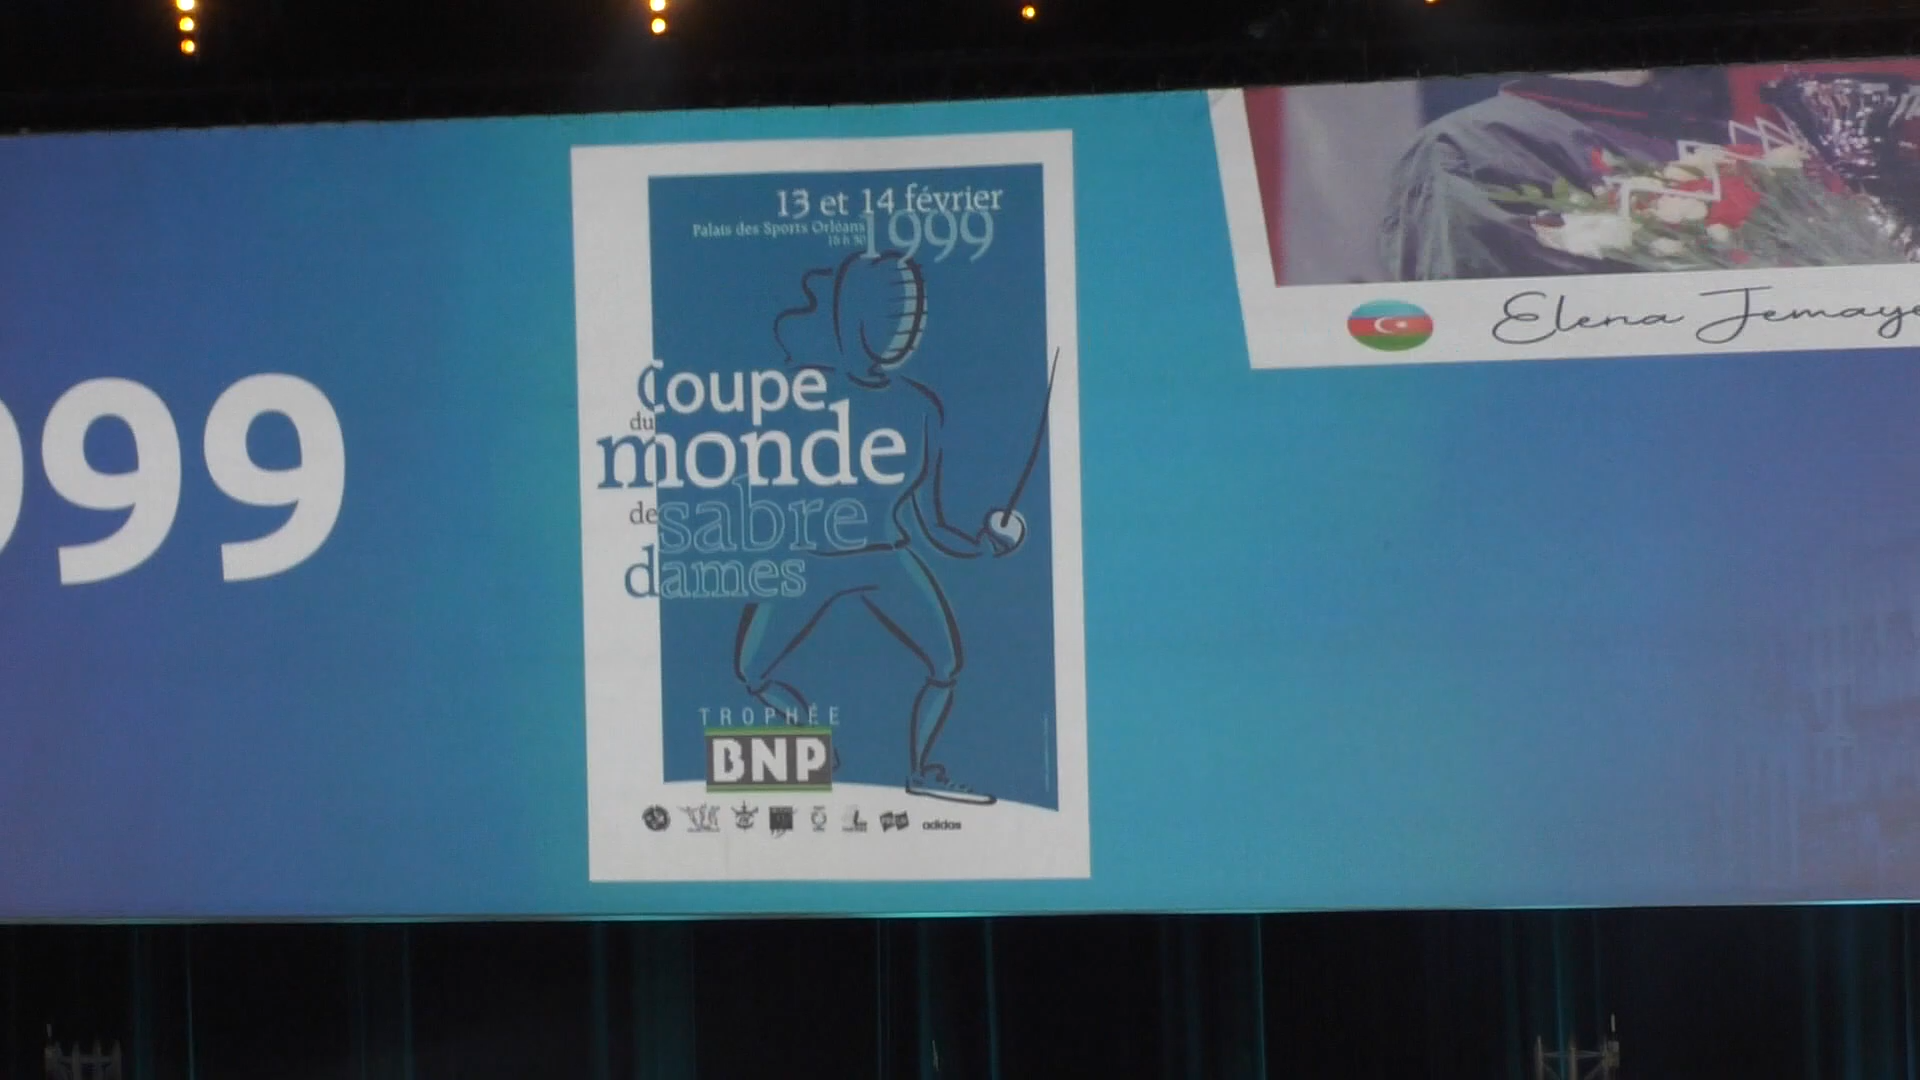 999
13 et 14 février
1999
Palais des Sports Orléans
Coupe
du
monde
de sabre
dames
TROPHÉE
BNP
adidas
Elena Jemaye